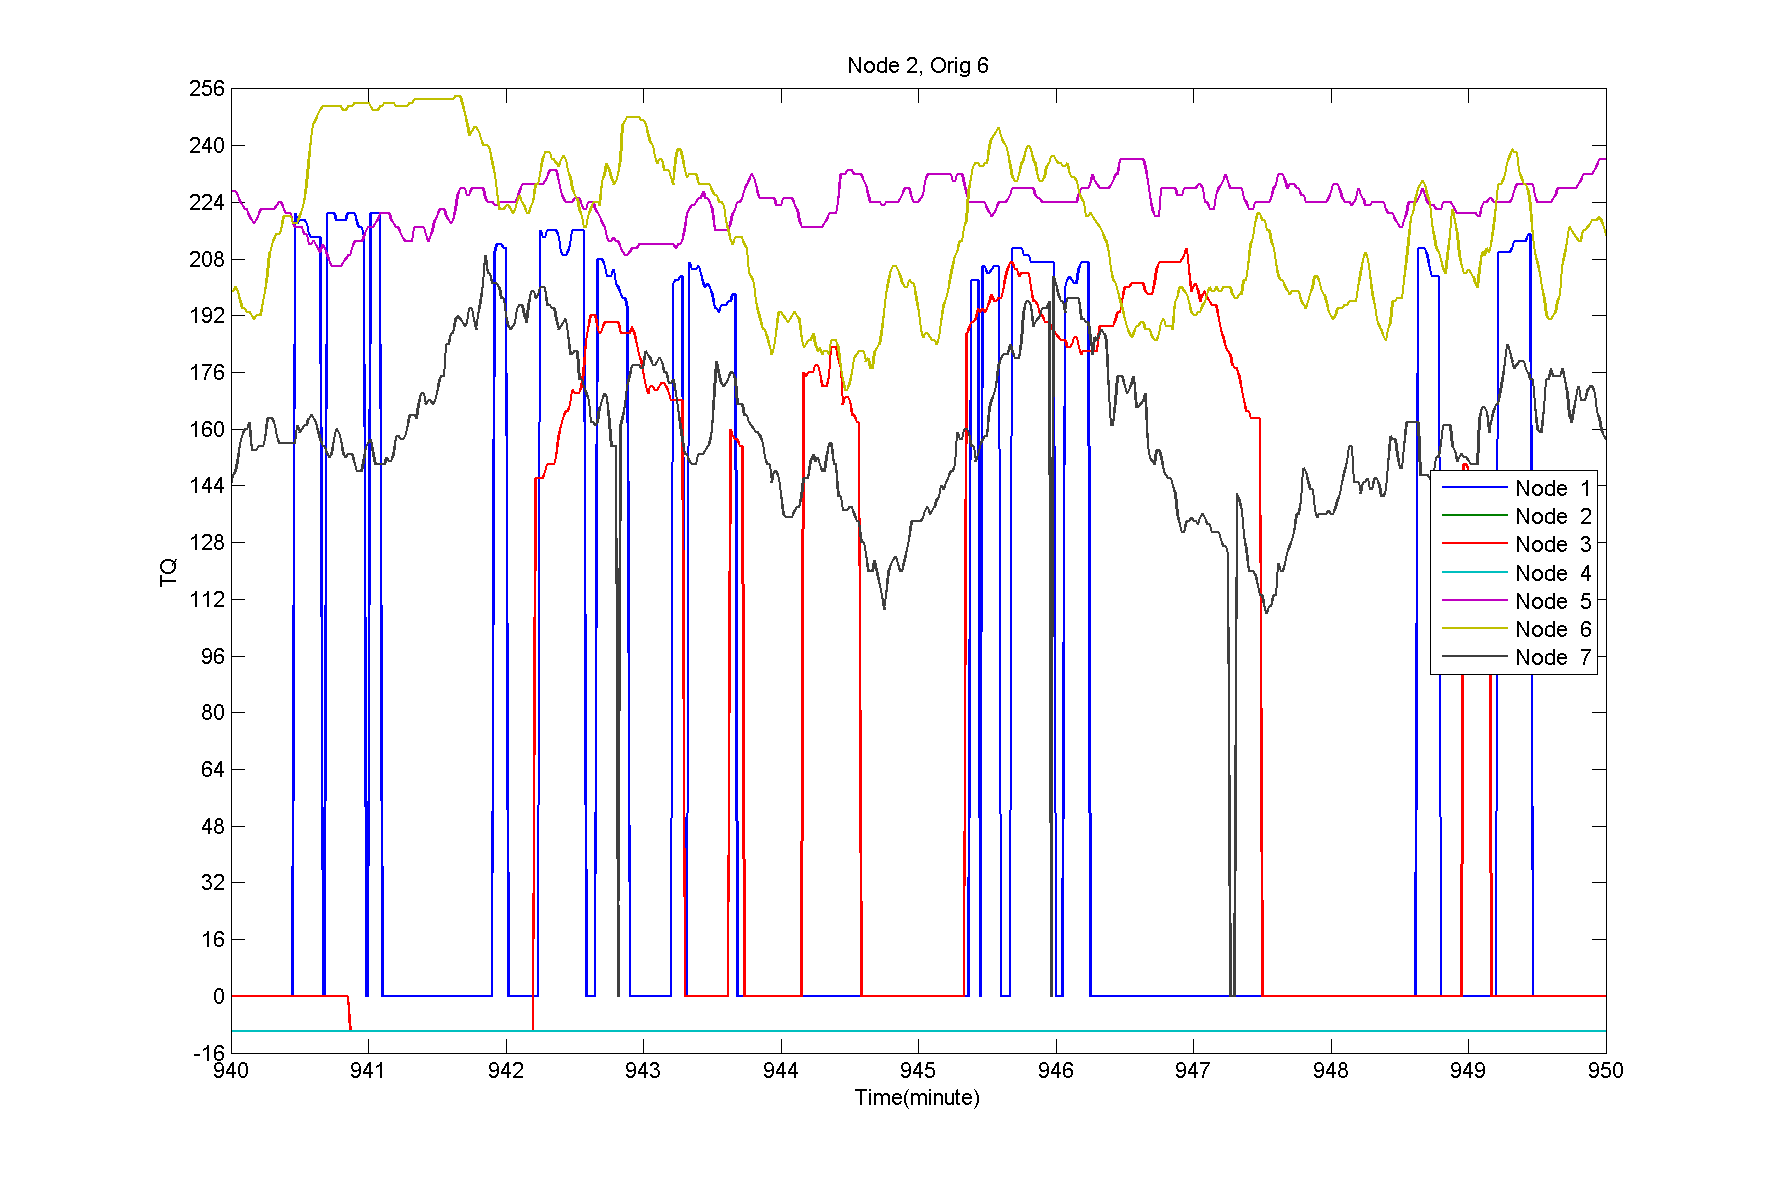 Node 2, Orig 6
256
240
224
208
192
176
160
144
128
112
96
80
64
48
32
16
0
-16
TQ
940 941 942 943 944 945 946 947 948 949 950
Time(minute)
Node 1
Node 2
Node 3
Node 4
Node 5
Node 6
Node 7